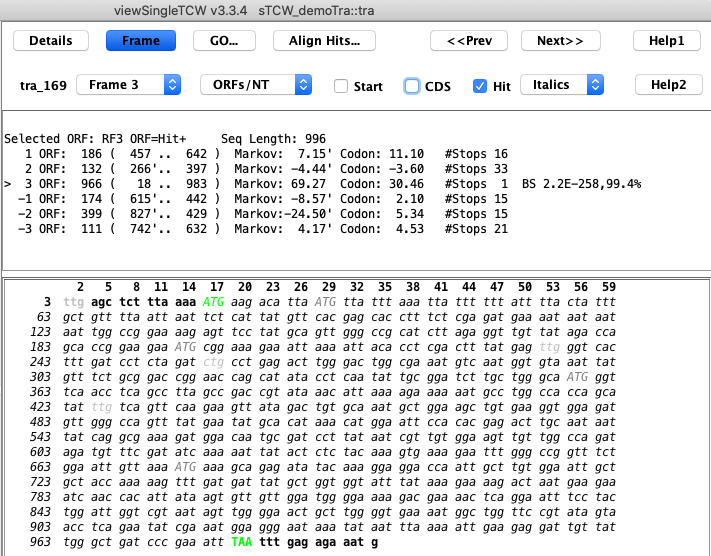 viewSingleTCW v3.3.4 sTCW_demoTra::tra
Details Frame GO... Align Hits... <<Prev Next>> Help1
tra_169 Frame 3 ORFs/NT Start CDS Hit Italics Help2
Selected ORF: RF3 ORF=Hit+ Seq Length: 996
1 ORF: 186 ( 457 .. 642 ) Markov: 7.15' Codon: 11.10 #Stops 16
2 ORF: 132 ( 266'.. 397 ) Markov: -4.44' Codon: -3.60 #Stops 33
> 3 ORF: 966 ( 18 .. 983 ) Markov: 69.27 Codon: 30.46 #Stops 1 BS 2.2E-258,99.4%
-1 ORF: 174 ( 615'.. 442 ) Markov: -8.57' Codon: 2.10 #Stops 15
-2 ORF: 399 ( 827'.. 429 ) Markov:-24.50' Codon: 5.34 #Stops 15
-3 ORF: 111 ( 742'.. 632 ) Markov: 4.17' Codon: 4.53 #Stops 21
2 5 8 11 14 17 20 23 26 29 32 35 38 41 44 47 50 53 56 59
3 ttg agc tct tta aaa ATG aag aca tta ATG tta ttt aaa tta ttt ttt att tta cta ttt
63 gct gtt tta att aat tct cat tat gtt cac gag cac ttt tct cga gat gaa aat aat aat
123 aat tgg ccg gaa aag agt tcc tat gca gtt ggg ccg cat ctt aga ggt tgt tat aga cca
183 gca ccg gaa gaa ATG cgg aaa gaa att aaa att aca cct cga ctt tat gag ttg ggt cac
243 ttt gat cct cta gat ctg cct gag act tgg gac tgg cga aat gtc aat ggt gta aat tat
303 gtt tct gcg gac cgg aac cag cat ata ccc caa tat tgc gga tct tgc tgg gca ATG ggt
363 tca acc tca gcc tta gcc gac cgt ata aac att aaa aga aaa aat gcc tgg cca cca gca
423 tat ttg tca gtt caa gaa gtt ata gac tgt gca aat gct gga agc tgt gaa ggt gga gat
483 gtt ggg cca gtt tat gaa tat gca cat aaa cat gga att ccc cac gag act tgc aat aat
543 tat cag gcg aaa gat gga caa tgc gat cct tat aat cgt tgt gga agt tgt tgg cca gat
603 aga tgt ttc gat atc aaa aat tat act ctc tac aaa gtg aaa gaa ttt ggg ccg gtt cat
663 gga att gtt aaa ATG aaa gca gag ata tac aaa gga gga cca att gct tgt gga att gct
723 gct acc aaa aag ttt gat gat tat gct ggg ggt att tat aaa gaa aag act aat gaa gaa
783 atc aac cac att ata agt gtt gtt gga tgg gga aaa gac gaa aac tca gga att tcc tac
843 tgg att ggt cgt aat agt tgg gga tat gct ggt ggt gaa aat ggc tgg ttc cgt ata gta
903 acc tca gaa tat cga aat gga ggg aat aaa tat aat tta aaa att gaa gag gat tgt tat
963 tgg gct gat ccc gaa att TAA ttt gag aga aat g